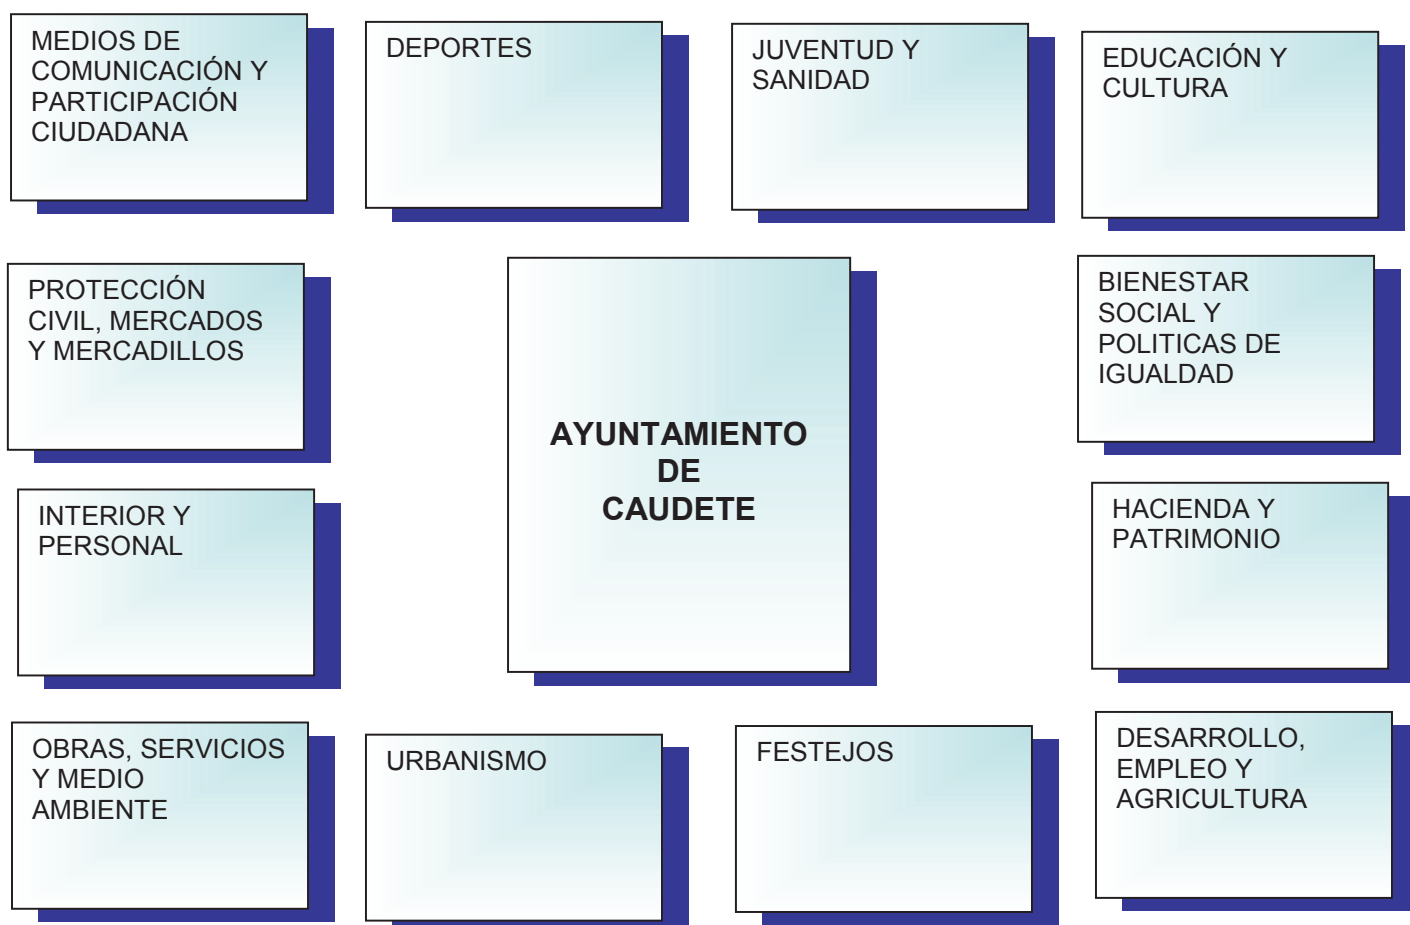 MEDIOS DE
COMUNICACIÓN Y
PARTICIPACIÓN
CIUDADANA
DEPORTES
JUVENTUD Y
SANIDAD
EDUCACIÓN Y
CULTURA
PROTECCIÓN
CIVIL, MERCADOS
Y MERCADILLOS
BIENESTAR
SOCIAL Y
POLITICAS DE
IGUALDAD
AYUNTAMIENTO
DE
CAUDETE
INTERIOR Y
PERSONAL
HACIENDA Y
PATRIMONIO
OBRAS, SERVICIOS
Y MEDIO
AMBIENTE
URBANISMO
FESTEJOS
DESARROLLO,
EMPLEO Y
AGRICULTURA